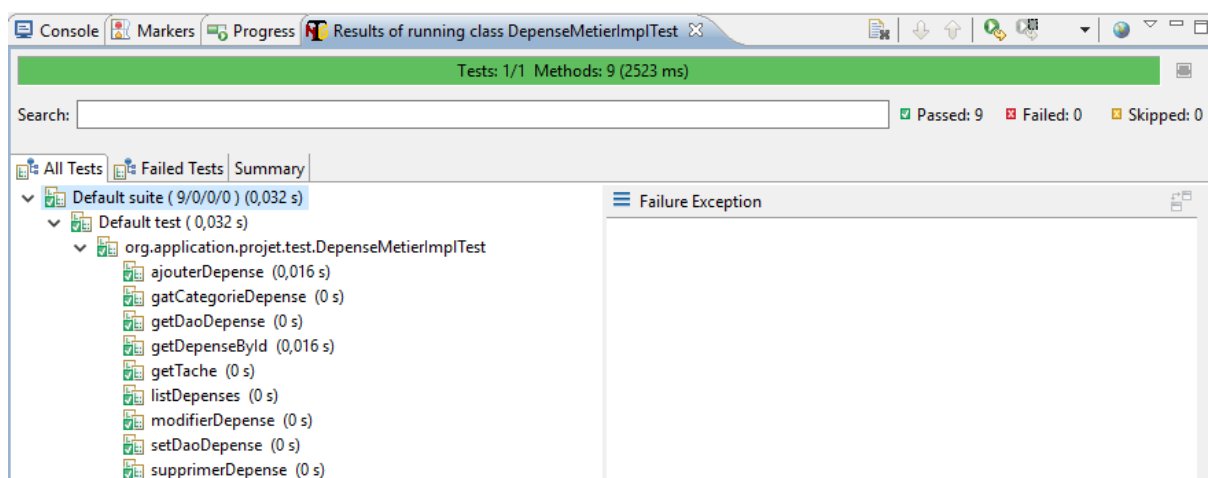 Console Markers Progress Results of running class DepenseMetierImplTest
Tests: 1/1 Methods: 9 (2523 ms)
Search: Passed: 9 Failed: 0 Skipped: 0
All Tests Failed Tests Summary
Default suite ( 9/0/0/0 ) (0,032 s)
Failure Exception
Default test ( 0,032 s)
org.application.projet.test.DepenseMetierImplTest
ajouterDepense (0,016 s)
gatCategorieDepense (0 s)
getDaoDepense (0 s)
getDepenseById (0,016 s)
getTache (0 s)
listDepenses (0 s)
modifierDepense (0 s)
setDaoDepense (0 s)
supprimerDepense (0 s)